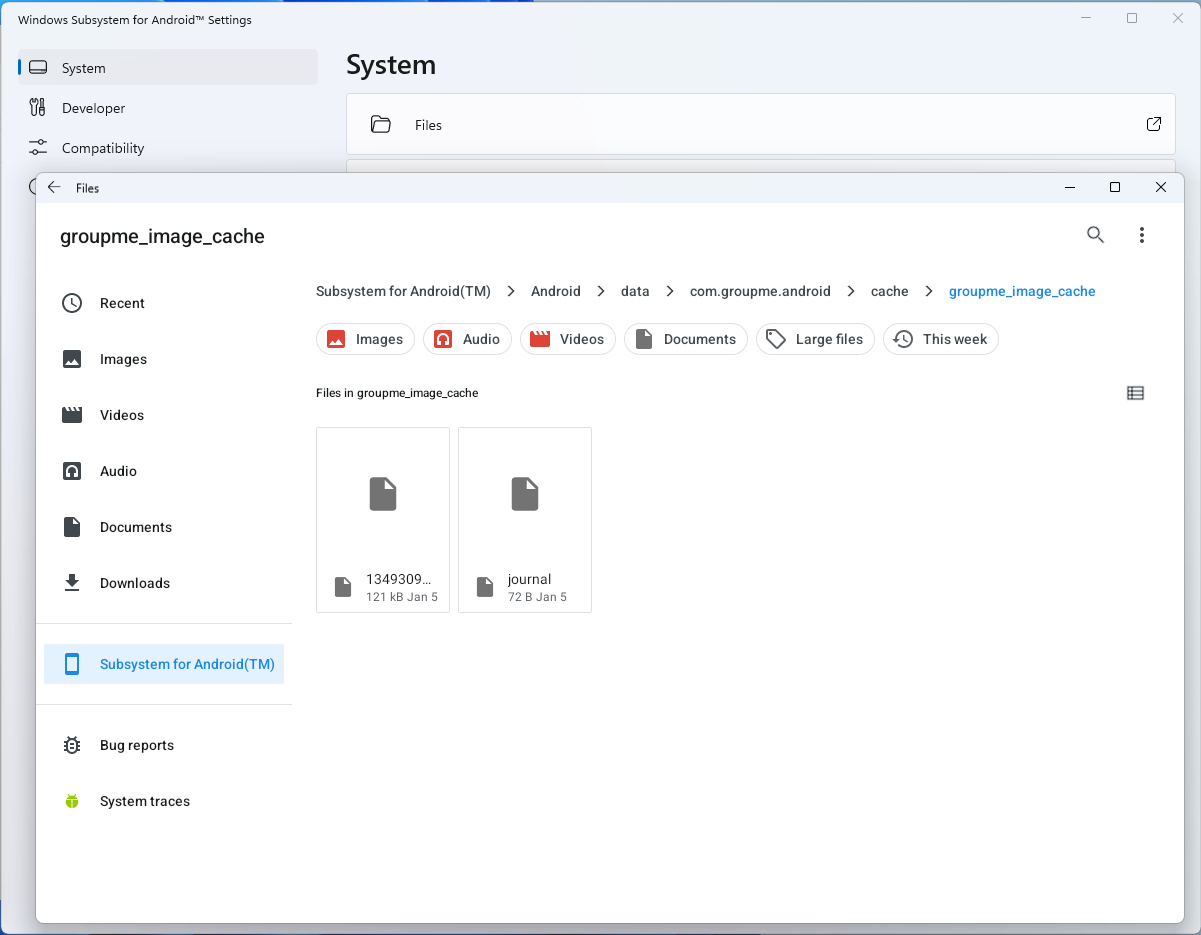 Windows Subsystem for Android™ Settings
System
Developer
Compatibility
System
Files
Files
groupme_image_cache
Recent
Images
Videos
Audio
Documents
Downloads
Subsystem for Android(TM)
Bug reports
System traces
Subsystem for Android(TM) Android data com.groupme.android cache groupme_image_cache
Images Audio Videos Documents Large files This week
Files in groupme_image_cache
1349309...
121 kB Jan 5
journal
72 B Jan 5